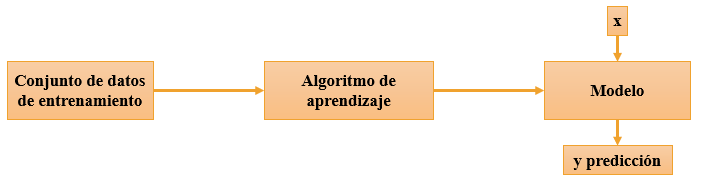 x
Conjunto de datos
de entrenamiento
Algoritmo de
aprendizaje
Modelo
y predicción